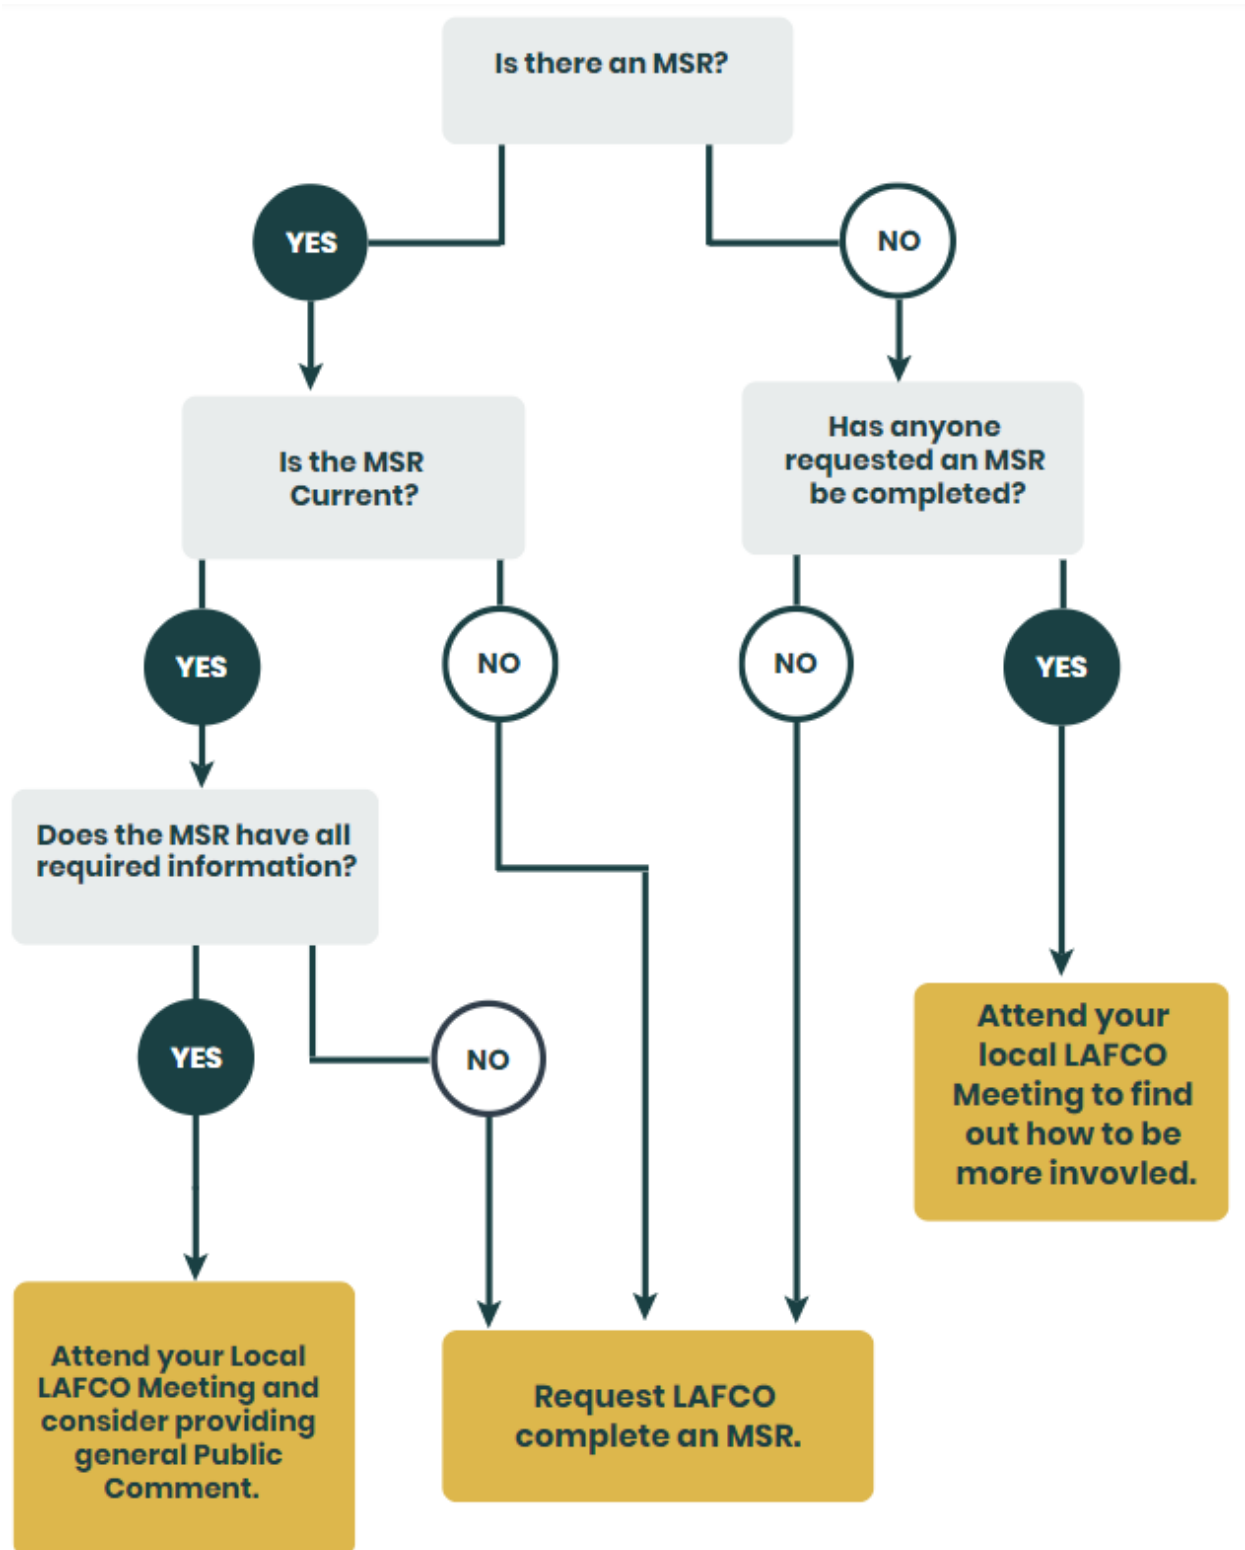 Is there an MSR?
YES
NO
Is the MSR
Current?
Has anyone
requested an MSR
be completed?
YES
NO
NO
YES
Does the MSR have all
required information?
YES
NO
Attend your
local LAFCO
Meeting to find
out how to be
more invovled.
Attend your Local
LAFCO Meeting and
consider providing
general Public
Comment.
Request LAFCO
complete an MSR.